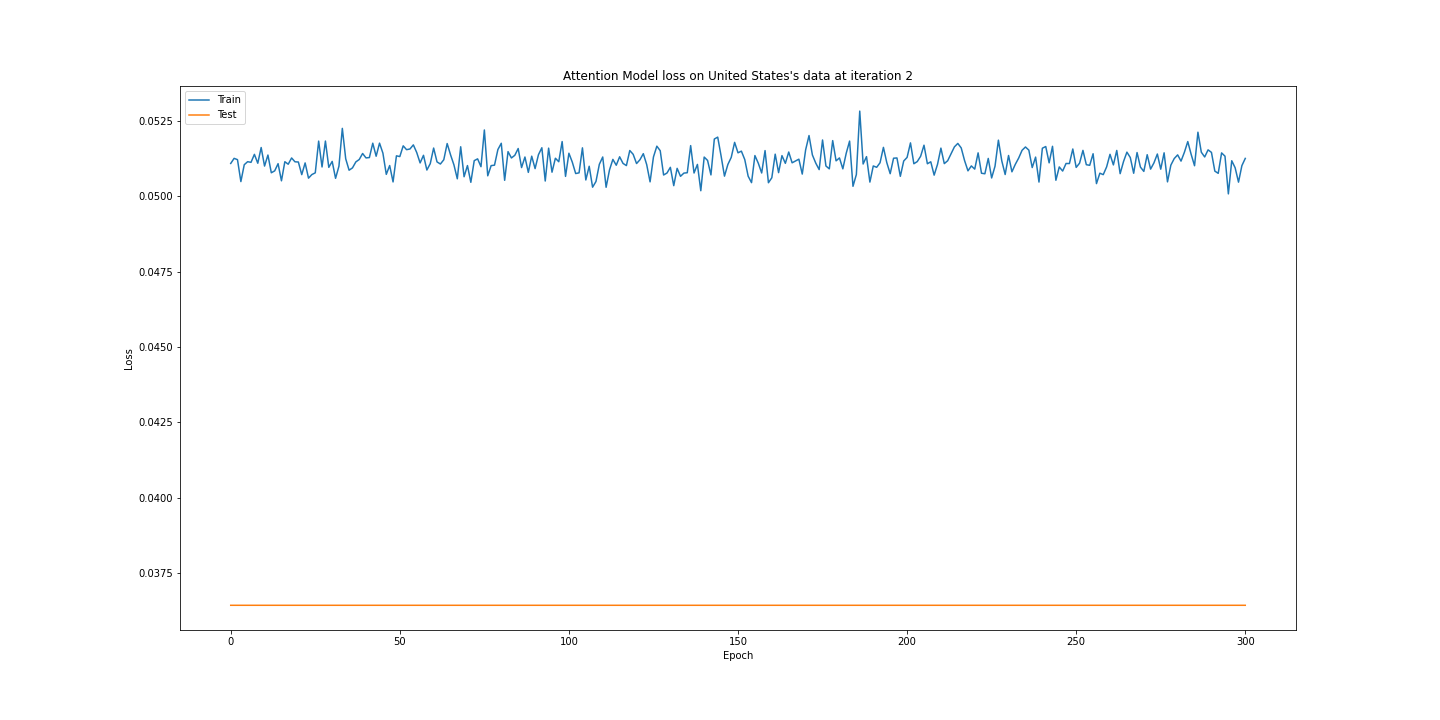 Attention Model loss on United States's data at iteration 2
Train
Test
0.0525
0.0500
0.0475
0.0450
0.0425
0.0400
0.0375
Loss
0 50 100 150 200 250 300
Epoch